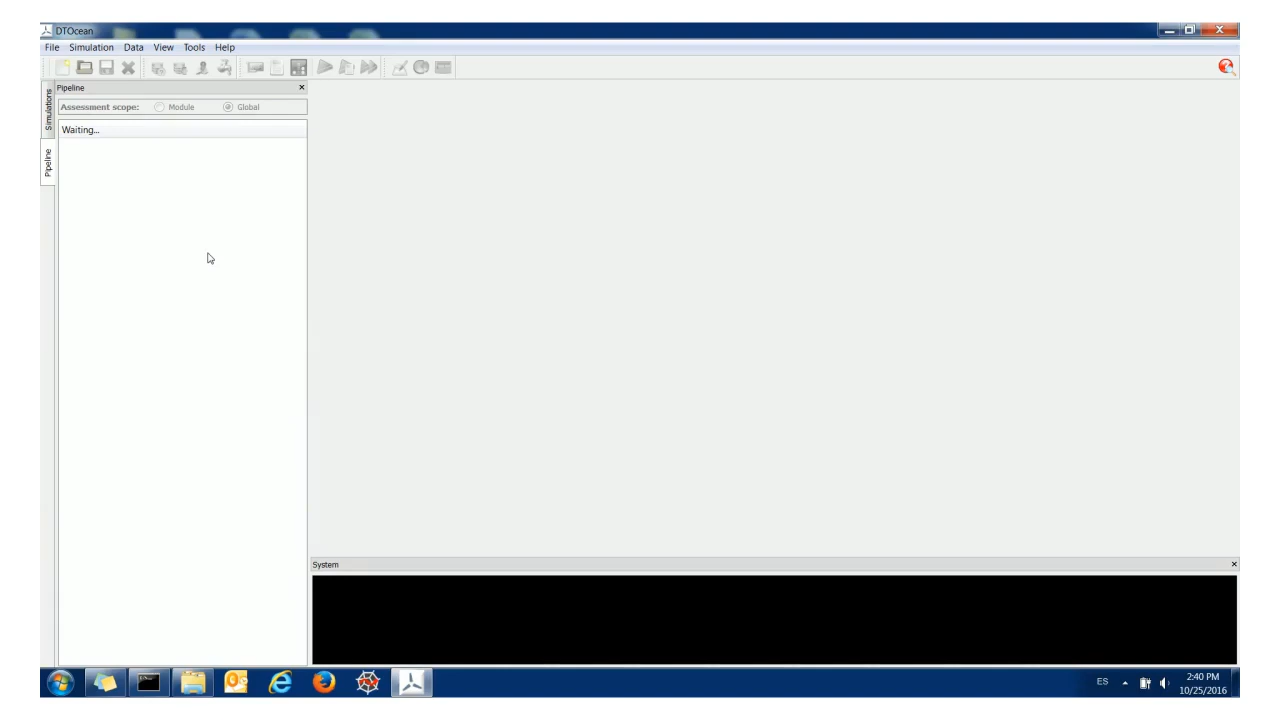 DTOcean
File Simulation Data View Tools Help
Pipeline
Assessment scope: Module Global
Waiting...
Simulations
Pipeline
System
ES
2:40 PM
10/25/2016